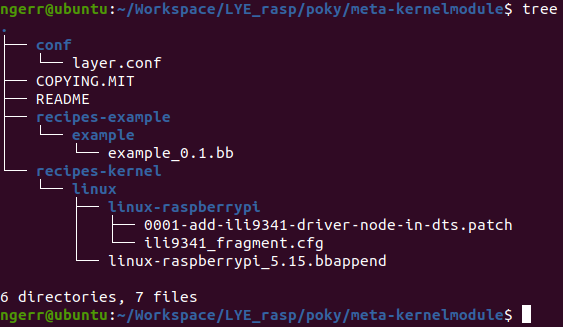 ngerr@ubuntu:~/Workspace/LYE_rasp/poky/meta-kernelmodule$ tree
.
├── conf
│   └── layer.conf
├── COPYING.MIT
├── README
├── recipes-example
│   └── example
│       └── example_0.1.bb
└── recipes-kernel
    └── linux
        ├── linux-raspberrypi
        │   ├── 0001-add-ili9341-driver-node-in-dts.patch
        │   └── ili9341_fragment.cfg
        └── linux-raspberrypi_5.15.bbappend

6 directories, 7 files
ngerr@ubuntu:~/Workspace/LYE_rasp/poky/meta-kernelmodule$